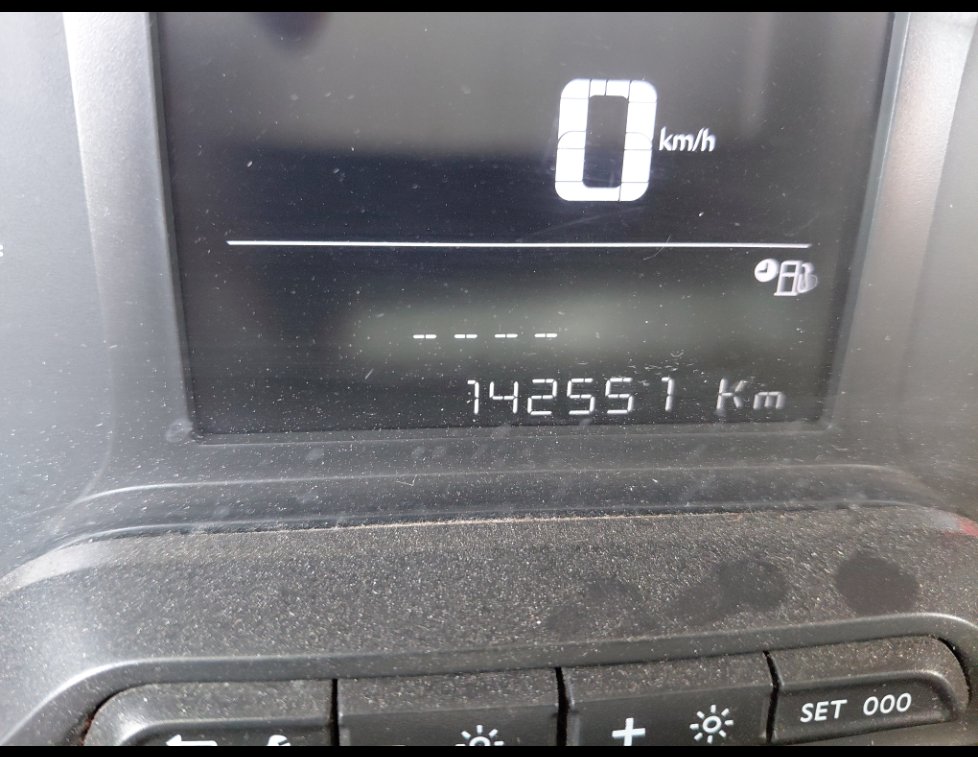 0 km/h
----
142551 Km
+
SET 000